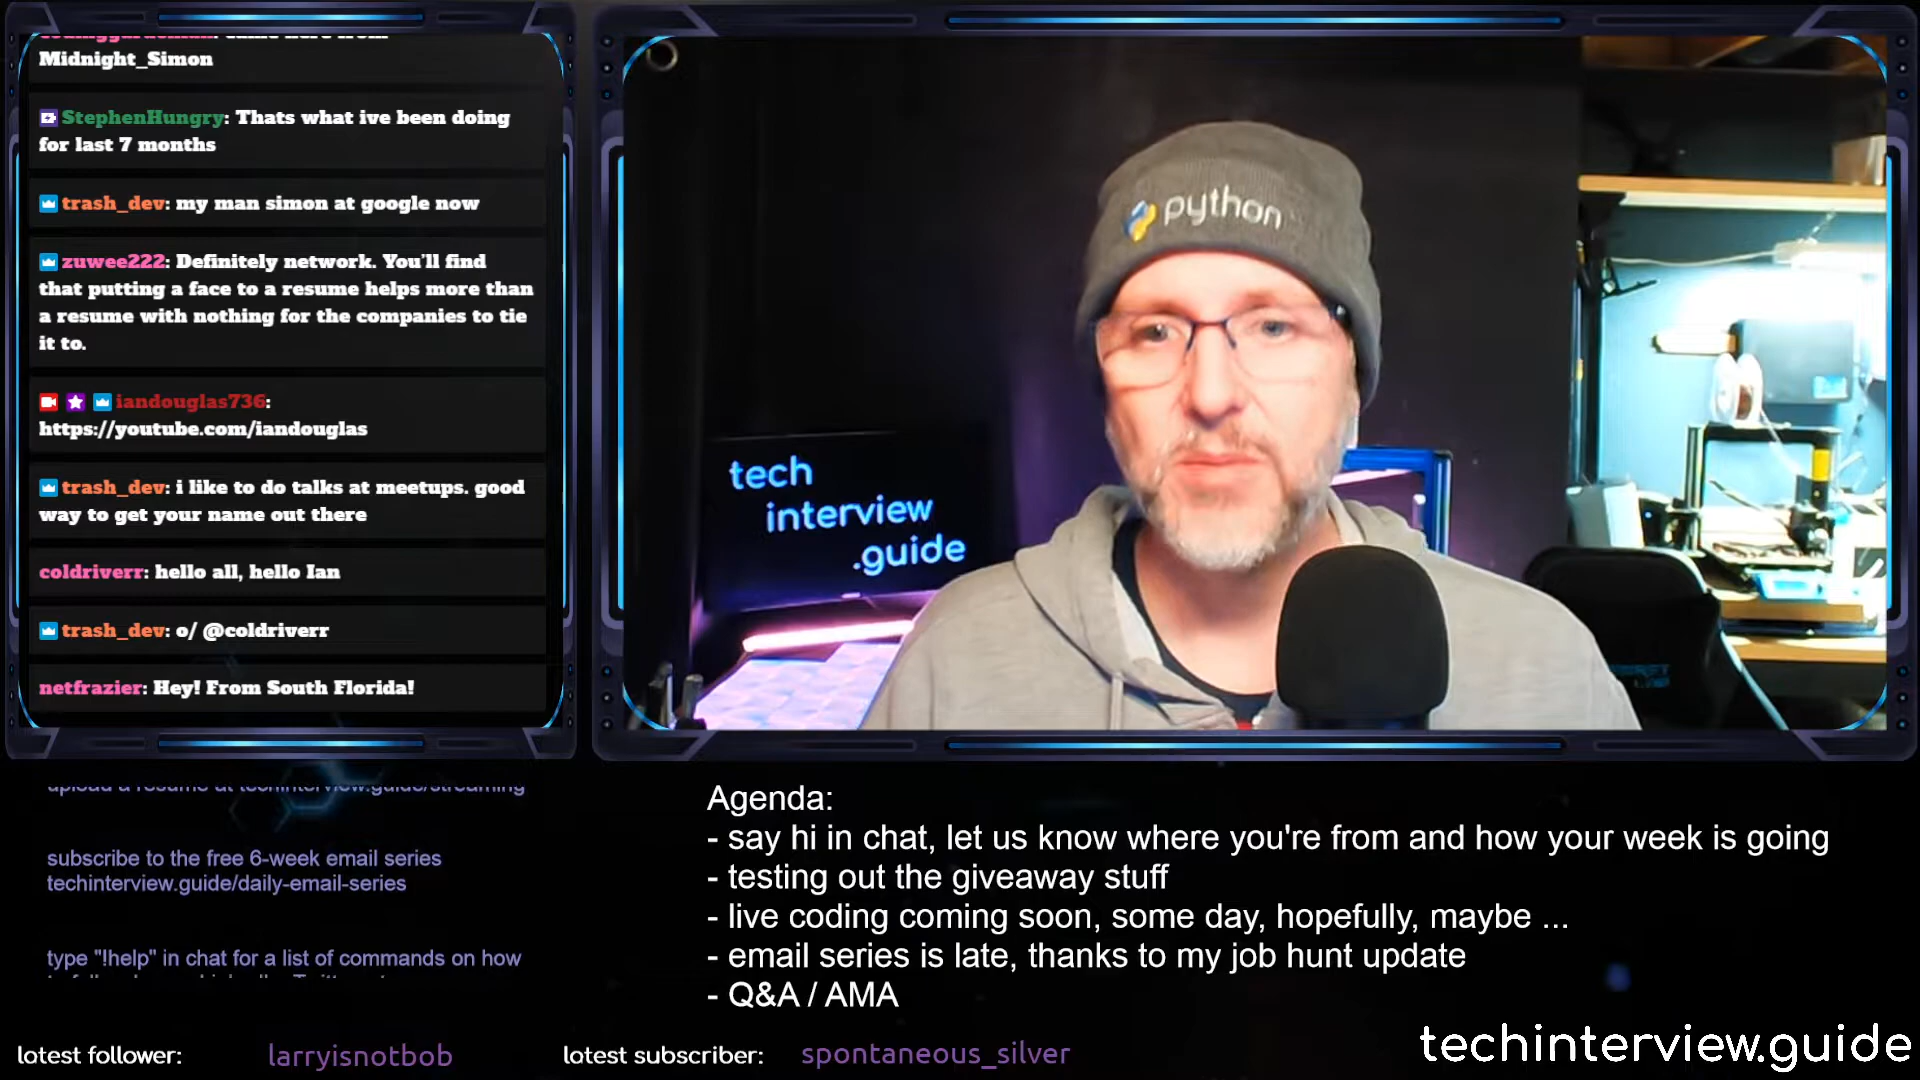 Midnight_Simon
StephenHungry: Thats what ive been doing
for last 7 months
trash_dev: my man simon at google now
zuwee222: Definitely network. You'll find
that putting a face to a resume helps more than
a resume with nothing for the companies to tie
it to.
iandouglas736:
https://youtube.com/iandouglas
trash_dev: i like to do talks at meetups. good
way to get your name out there
coldriverr: hello all, hello Ian
trash_dev: o/ @coldriverr
netfrazier: Hey! From South Florida!
python
tech
interview
.guide
upload a resume at techinterview.guide/streaming
subscribe to the free 6-week email series
techinterview.guide/daily-email-series
type "!help" in chat for a list of commands on how
Agenda:
- say hi in chat, let us know where you're from and how your week is going
- testing out the giveaway stuff
- live coding coming soon, some day, hopefully, maybe ...
- email series is late, thanks to my job hunt update
- Q&A / AMA
latest follower: larryisnotbob
latest subscriber: spontaneous_silver
techinterview.guide